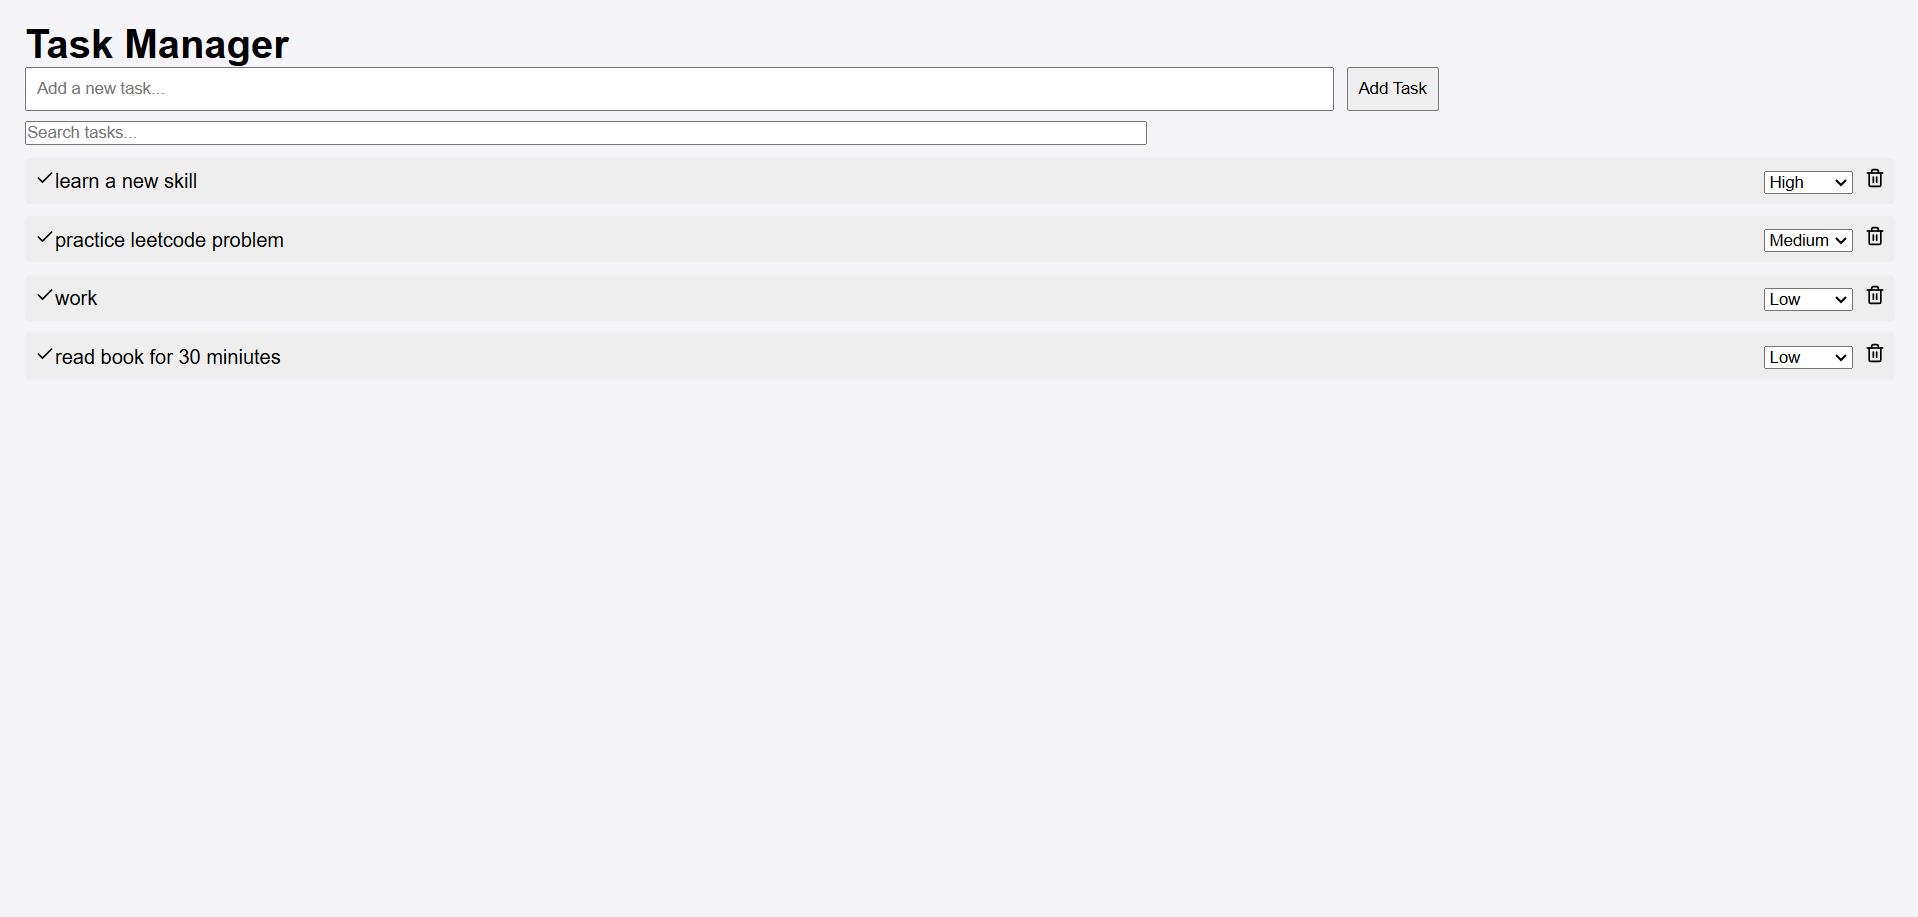 Task Manager
Add a new task...
Add Task
Search tasks...
learn a new skill
High
practice leetcode problem
Medium
work
Low
read book for 30 miniutes
Low